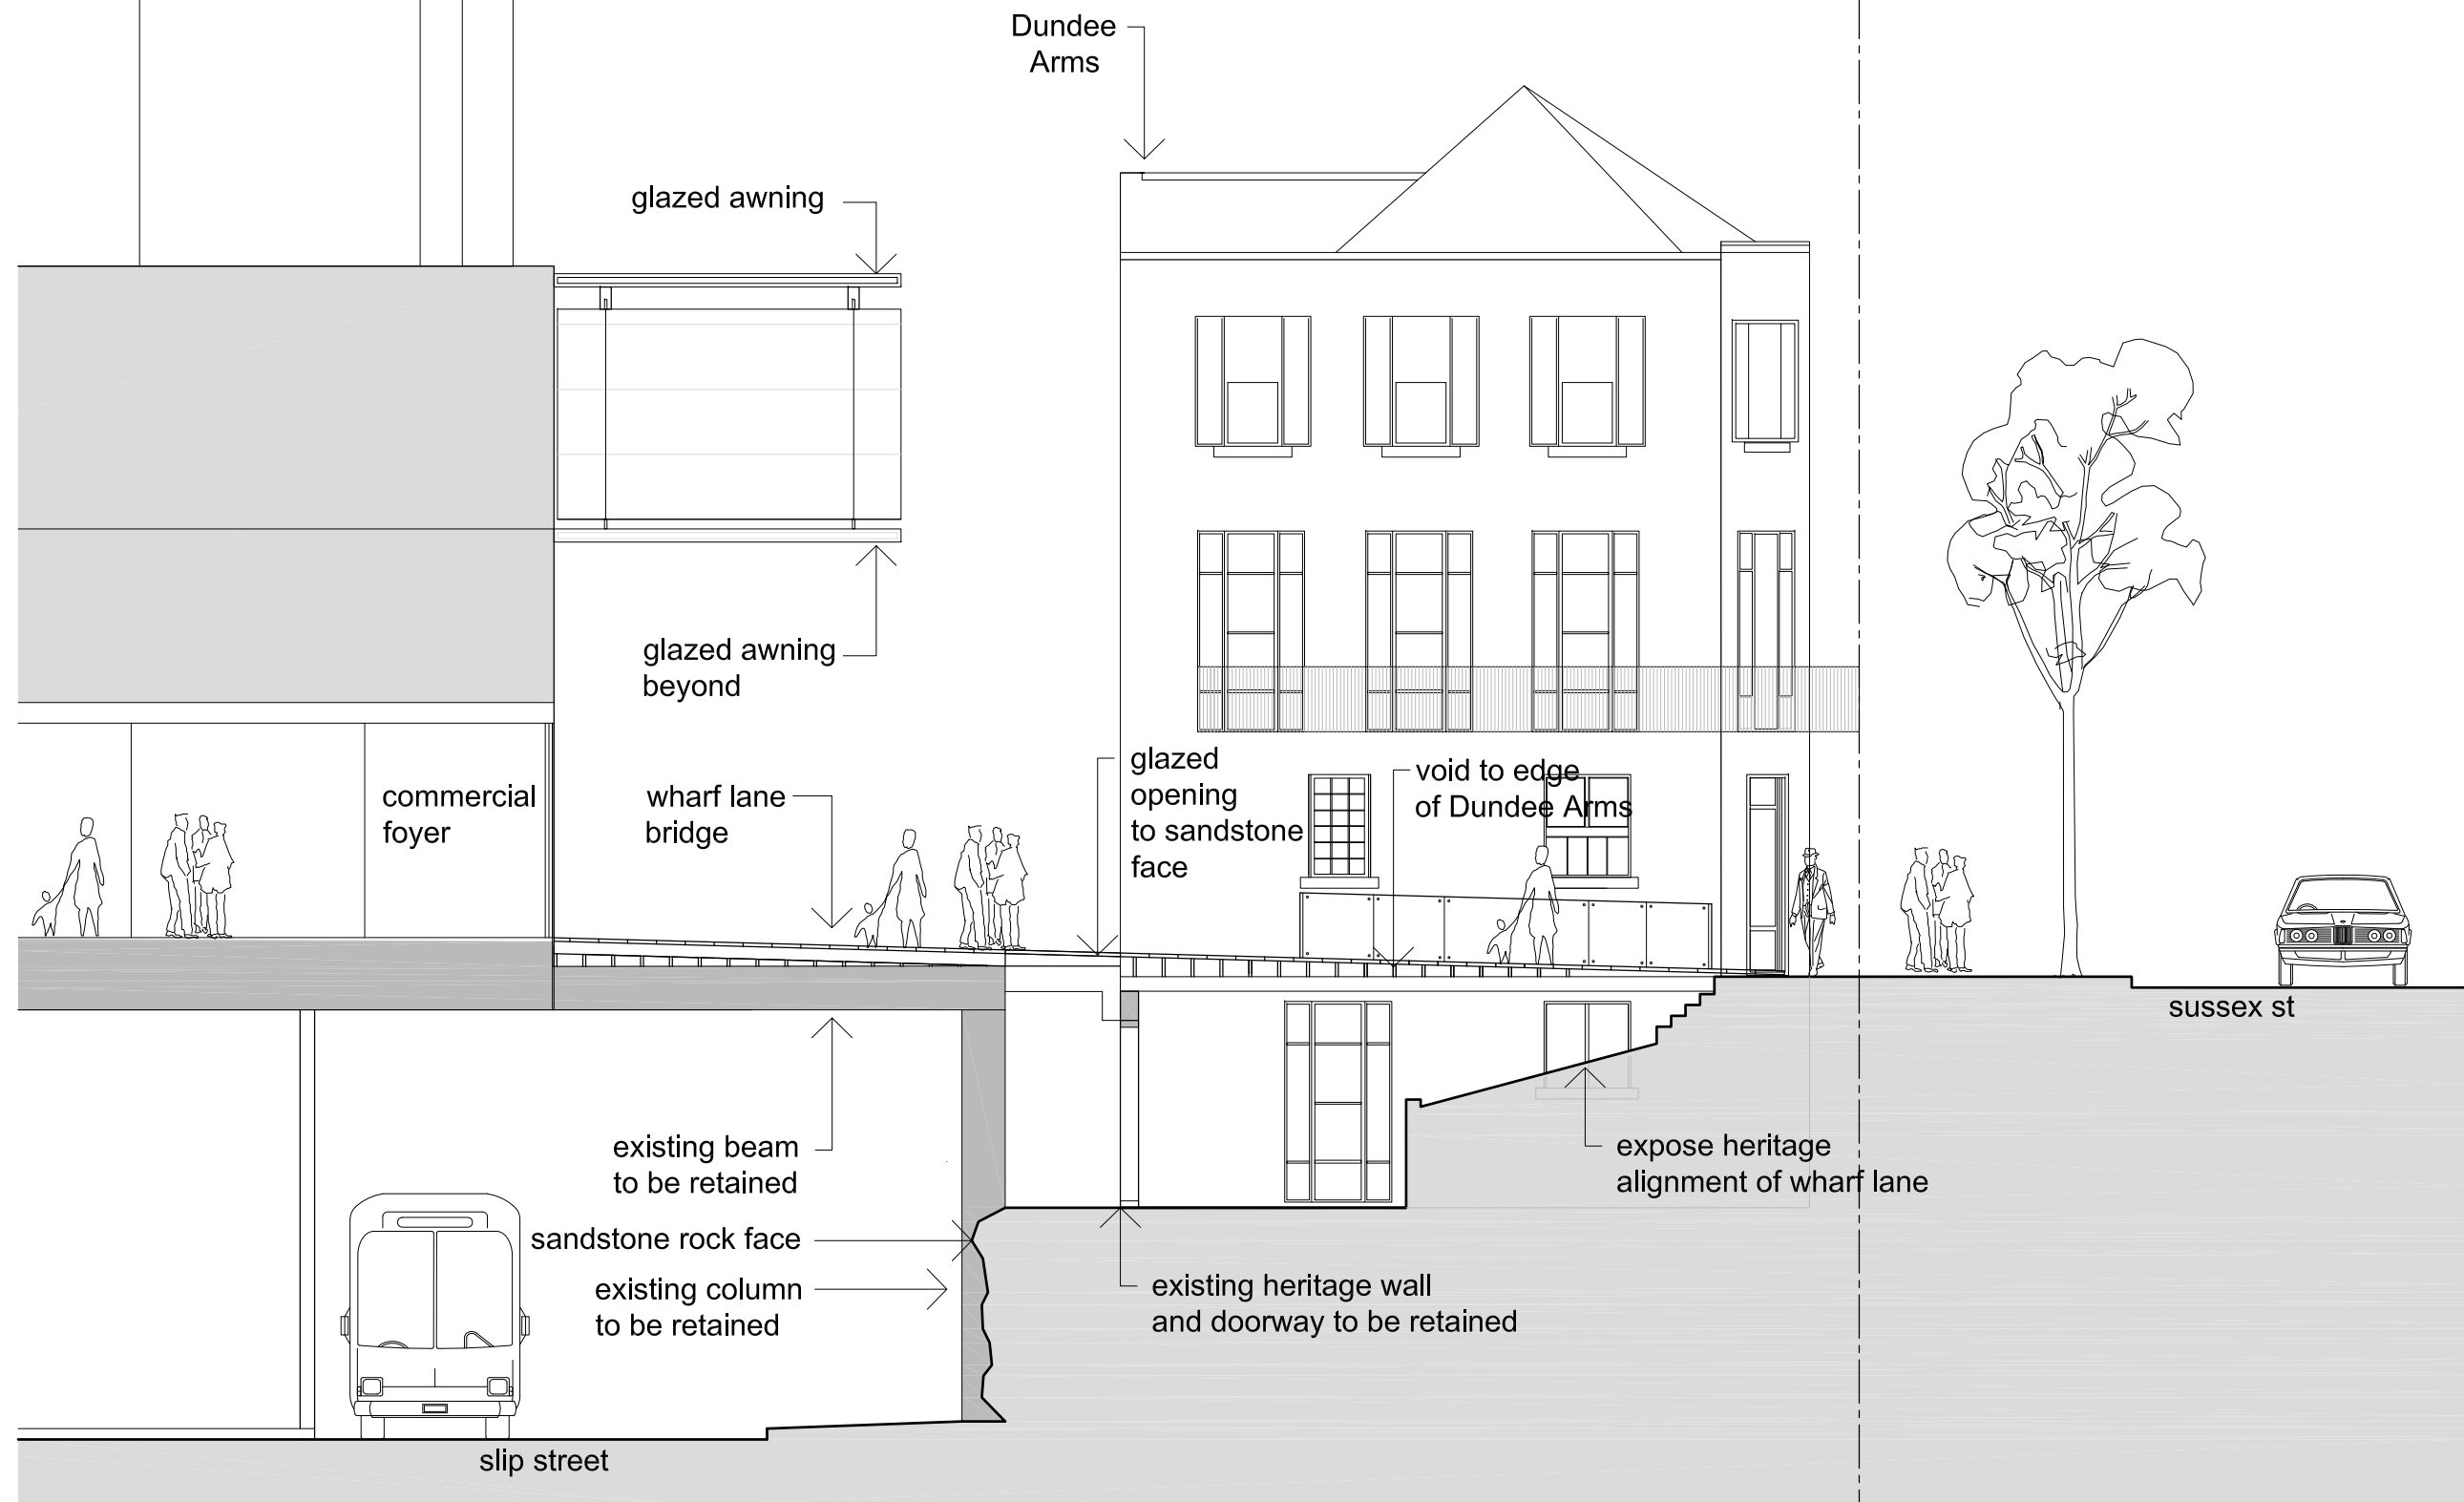 Dundee
Arms
glazed awning
glazed awning
beyond
commercial
foyer
wharf lane
bridge
glazed
opening
to sandstone
face
void to edge
of Dundee Arms
sussex st
existing beam
to be retained
expose heritage
alignment of wharf lane
sandstone rock face
existing column
to be retained
existing heritage wall
and doorway to be retained
slip street